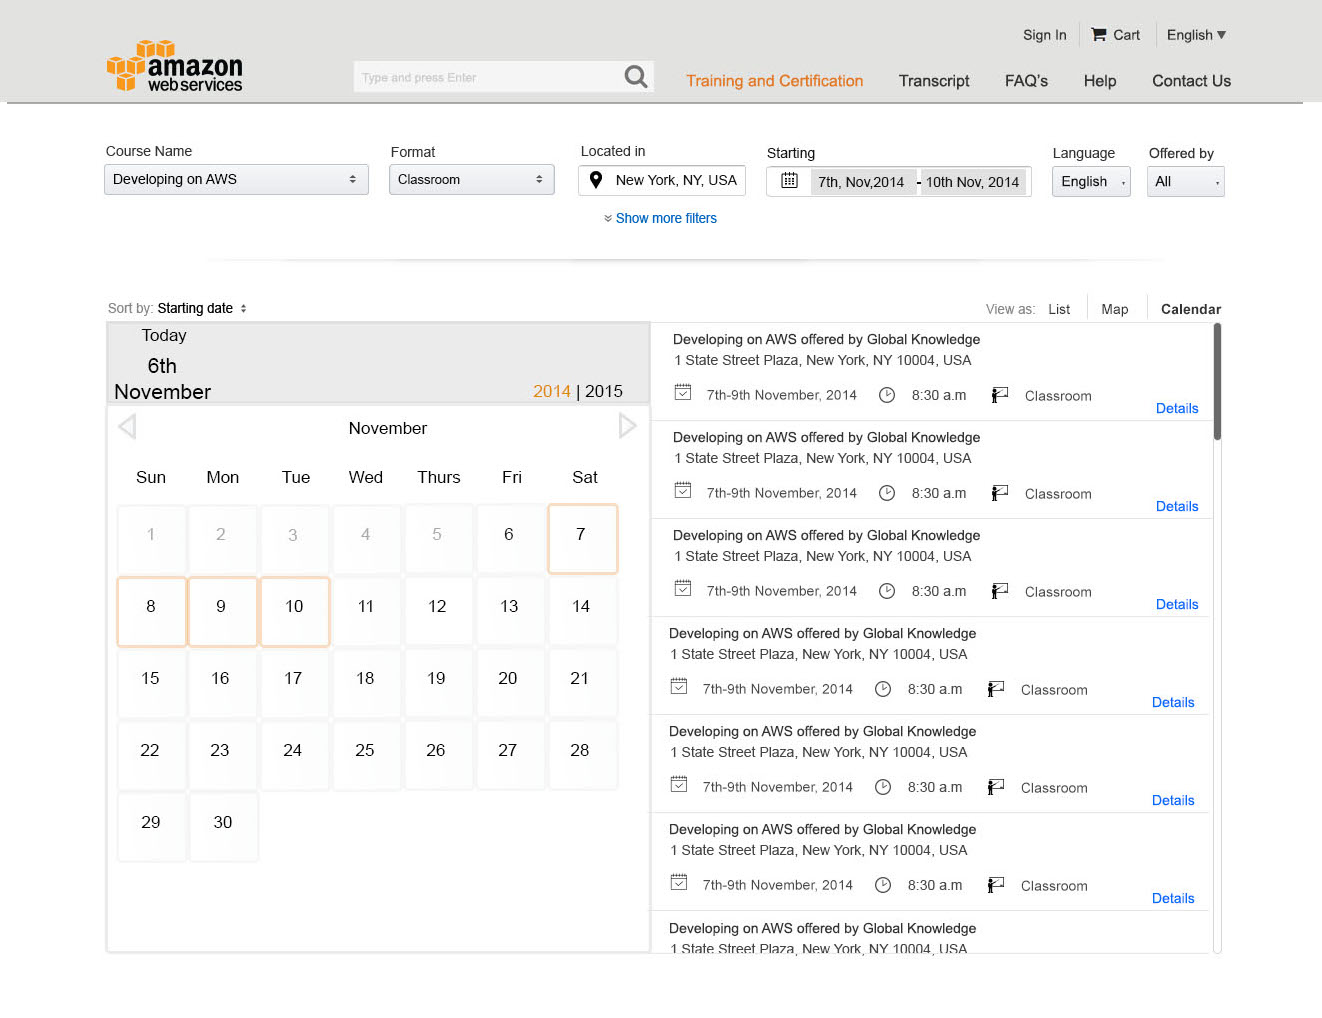 Sign In Cart English
amazon
webservices
Type and press Enter
Training and Certification Transcript FAQ's Help Contact Us
Course Name Format Located in Starting Language Offered by
Developing on AWS Classroom New York, NY, USA 7th, Nov,2014 - 10th Nov, 2014 English All
Show more filters
Sort by: Starting date
View as: List Map Calendar
Today
6th
November
2014 | 2015
November
Sun Mon Tue Wed Thurs Fri Sat
1 2 3 4 5 6 7
8 9 10 11 12 13 14
15 16 17 18 19 20 21
22 23 24 25 26 27 28
29 30
Developing on AWS offered by Global Knowledge
1 State Street Plaza, New York, NY 10004, USA
7th-9th November, 2014 8:30 a.m Classroom
Details
Developing on AWS offered by Global Knowledge
1 State Street Plaza, New York, NY 10004, USA
7th-9th November, 2014 8:30 a.m Classroom
Details
Developing on AWS offered by Global Knowledge
1 State Street Plaza, New York, NY 10004, USA
7th-9th November, 2014 8:30 a.m Classroom
Details
Developing on AWS offered by Global Knowledge
1 State Street Plaza, New York, NY 10004, USA
7th-9th November, 2014 8:30 a.m Classroom
Details
Developing on AWS offered by Global Knowledge
1 State Street Plaza, New York, NY 10004, USA
7th-9th November, 2014 8:30 a.m Classroom
Details
Developing on AWS offered by Global Knowledge
1 State Street Plaza, New York, NY 10004, USA
7th-9th November, 2014 8:30 a.m Classroom
Details
Developing on AWS offered by Global Knowledge
1 State Street Plaza, New York, NY 10004, USA